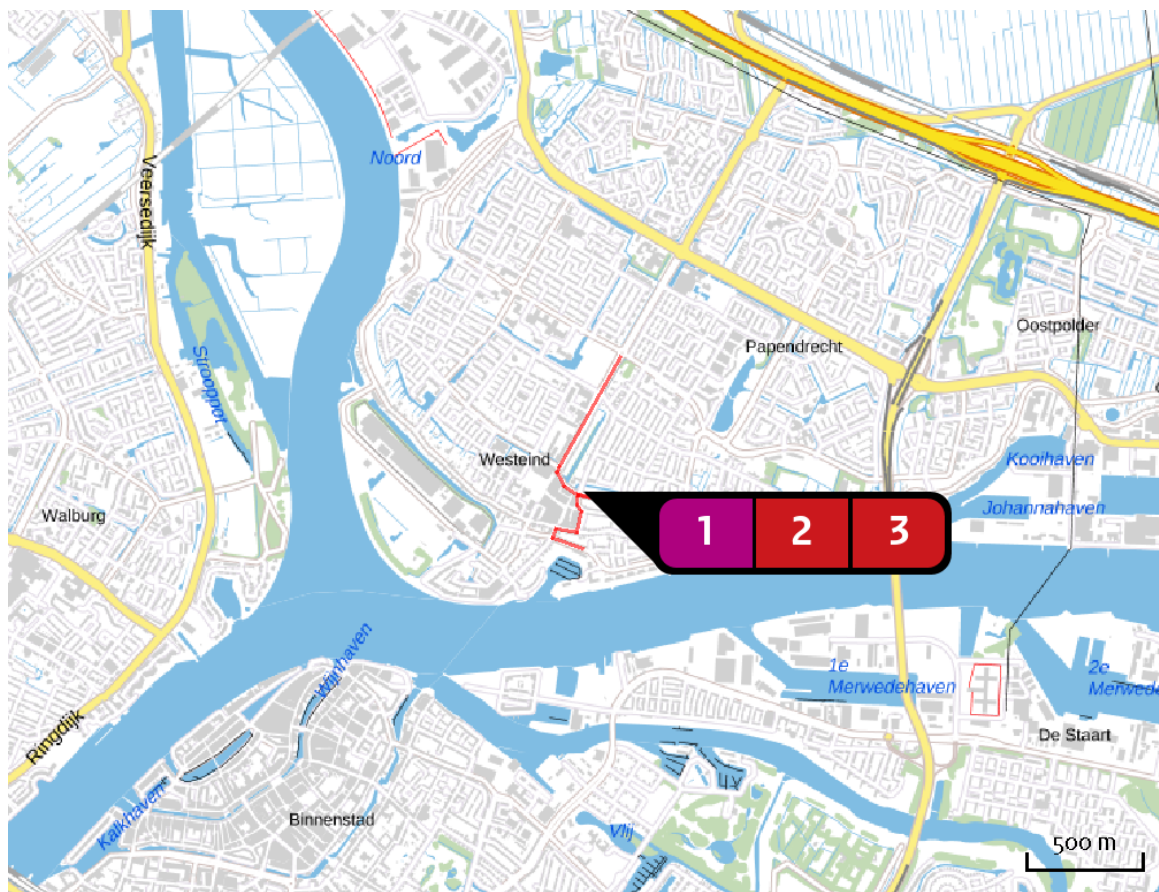 Noord
Veersedijk
Strooppot
Oostpolder
Papendrecht
Westeind
Kooihaven
Johannahaven
Walburg
1
2
3
Wijnhaven
1e
Merwedehaven
2e
Merwede
De Staart
Ringdijk
Kalkhaven
Binnenstad
Vlij
500 m